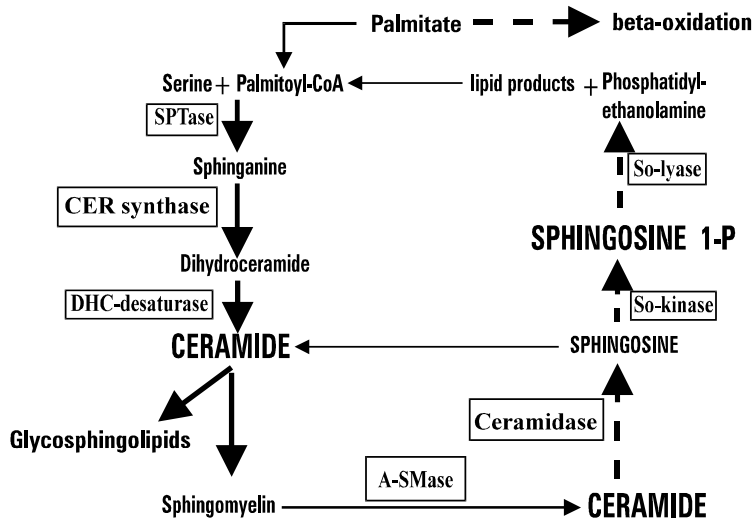 Palmitate
beta-oxidation
Serine + Palmitoyl-CoA
lipid products + Phosphatidyl-
ethanolamine
SPTase
So-lyase
Sphinganine
CER synthase
SPHINGOSINE 1-P
Dihydroceramide
DHC-desaturase
So-kinase
CERAMIDE
SPHINGOSINE
Ceramidase
Glycosphingolipids
A-SMase
Sphingomyelin
CERAMIDE